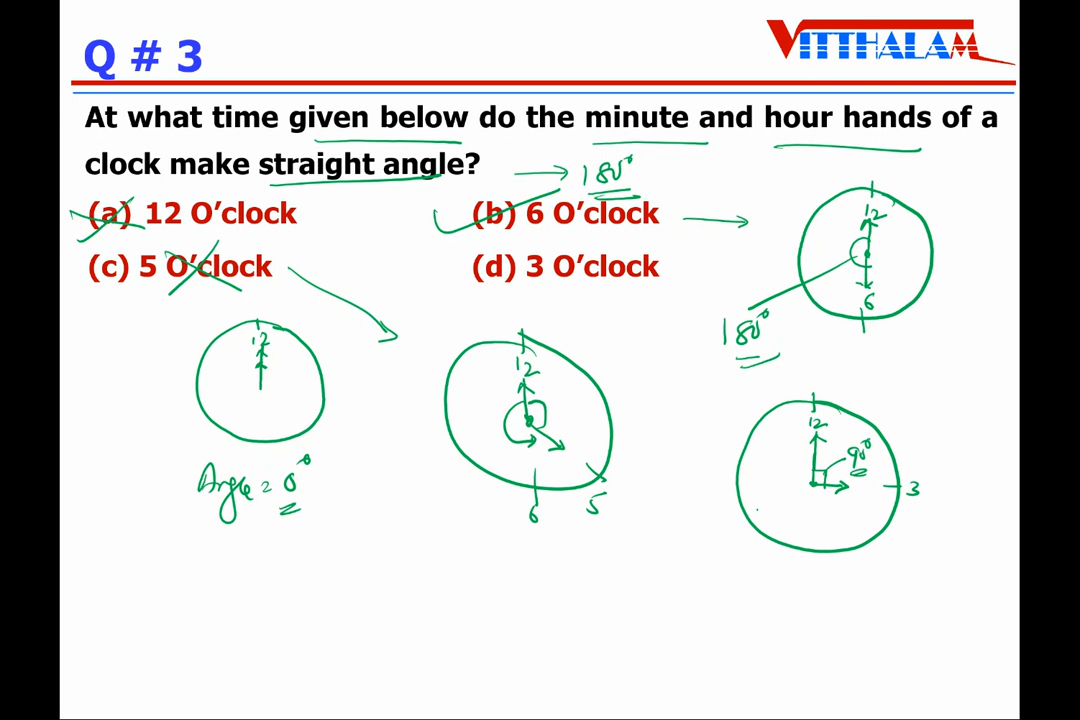 Q # 3
VITTHALAM
At what time given below do the minute and hour hands of a
clock make straight angle?
180°
(a) 12 O’clock
(b) 6 O’clock
(c) 5 O’clock
(d) 3 O’clock
12
6
180°
12
Angle = 0°
12
6
5
12
90°
3